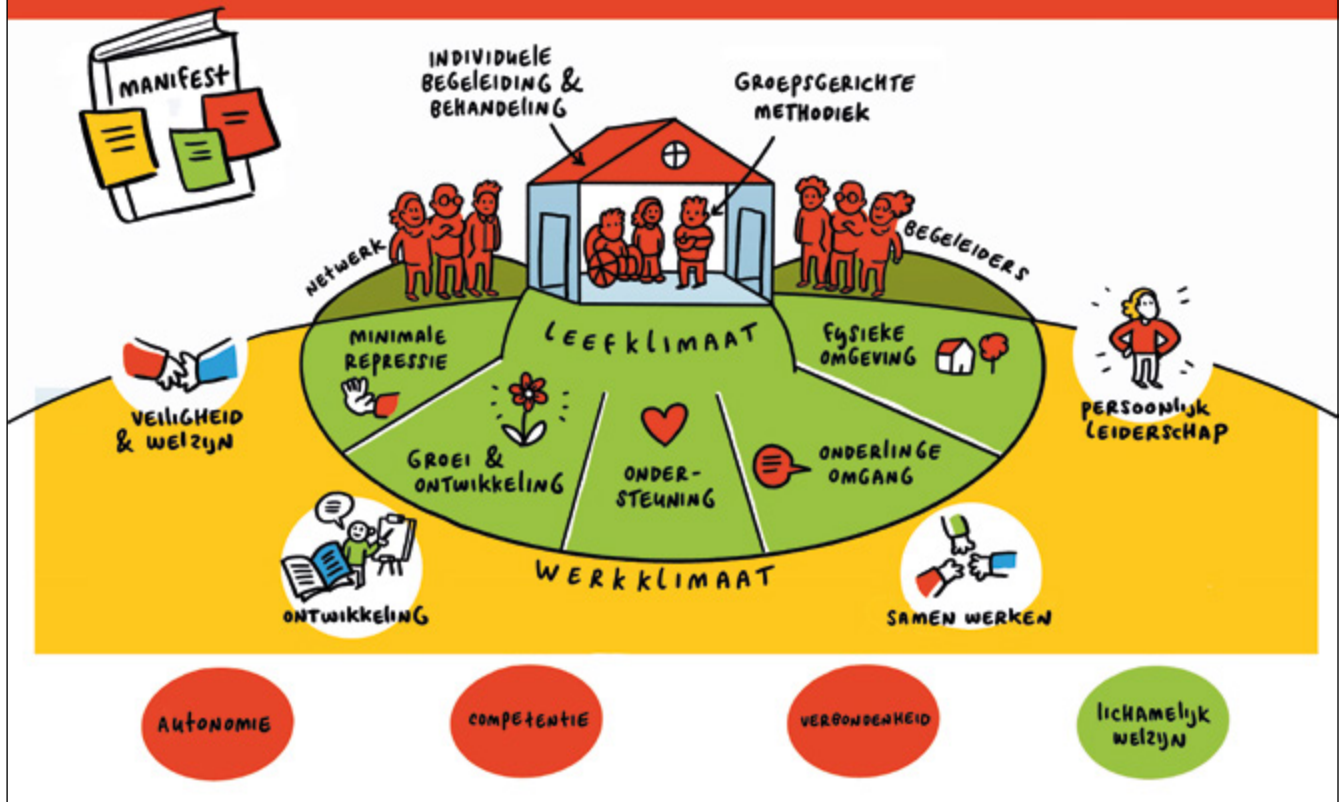 MANIFEST
INDIVIDUELE
BEGELEIDING &
BEHANDELING
GROEPSGERICHTE
METHODIEK
NETWERK
BEGELEIDERS
LEEFKLIMAAT
MINIMALE
REPRESSIE
FYSIEKE
OMGEVING
GROEI &
ONTWIKKELING
ONDER-
STEUNING
ONDERLINGE
OMGANG
VEILIGHEID
& WELZIJN
PERSOONLIJK
LEIDERSCHAP
WERKKLIMAAT
ONTWIKKELING
SAMEN WERKEN
AUTONOMIE
COMPETENTIE
VERBONDENHEID
LICHAMELIJK
WELZIJN